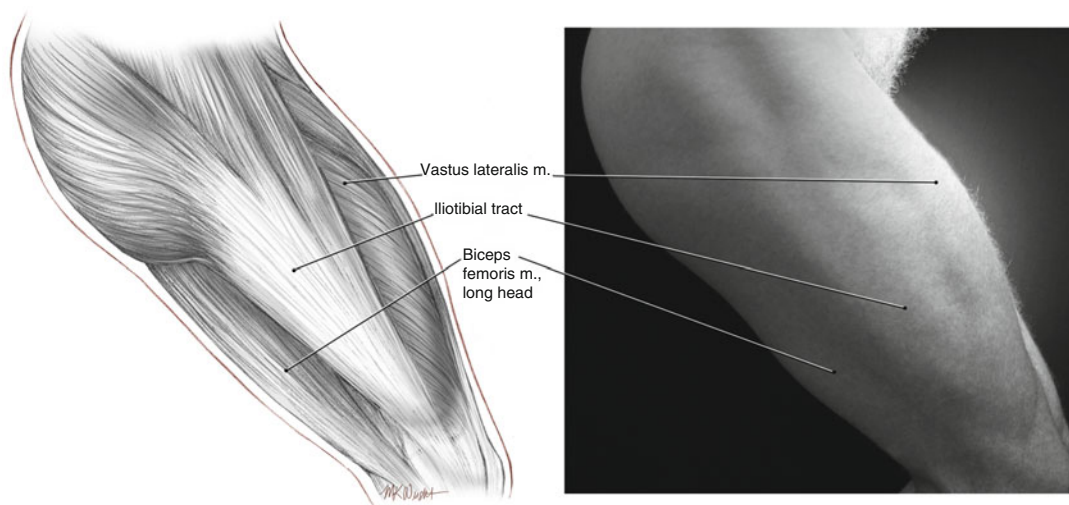 Vastus lateralis m.
Iliotibial tract
Biceps
femoris m.,
long head